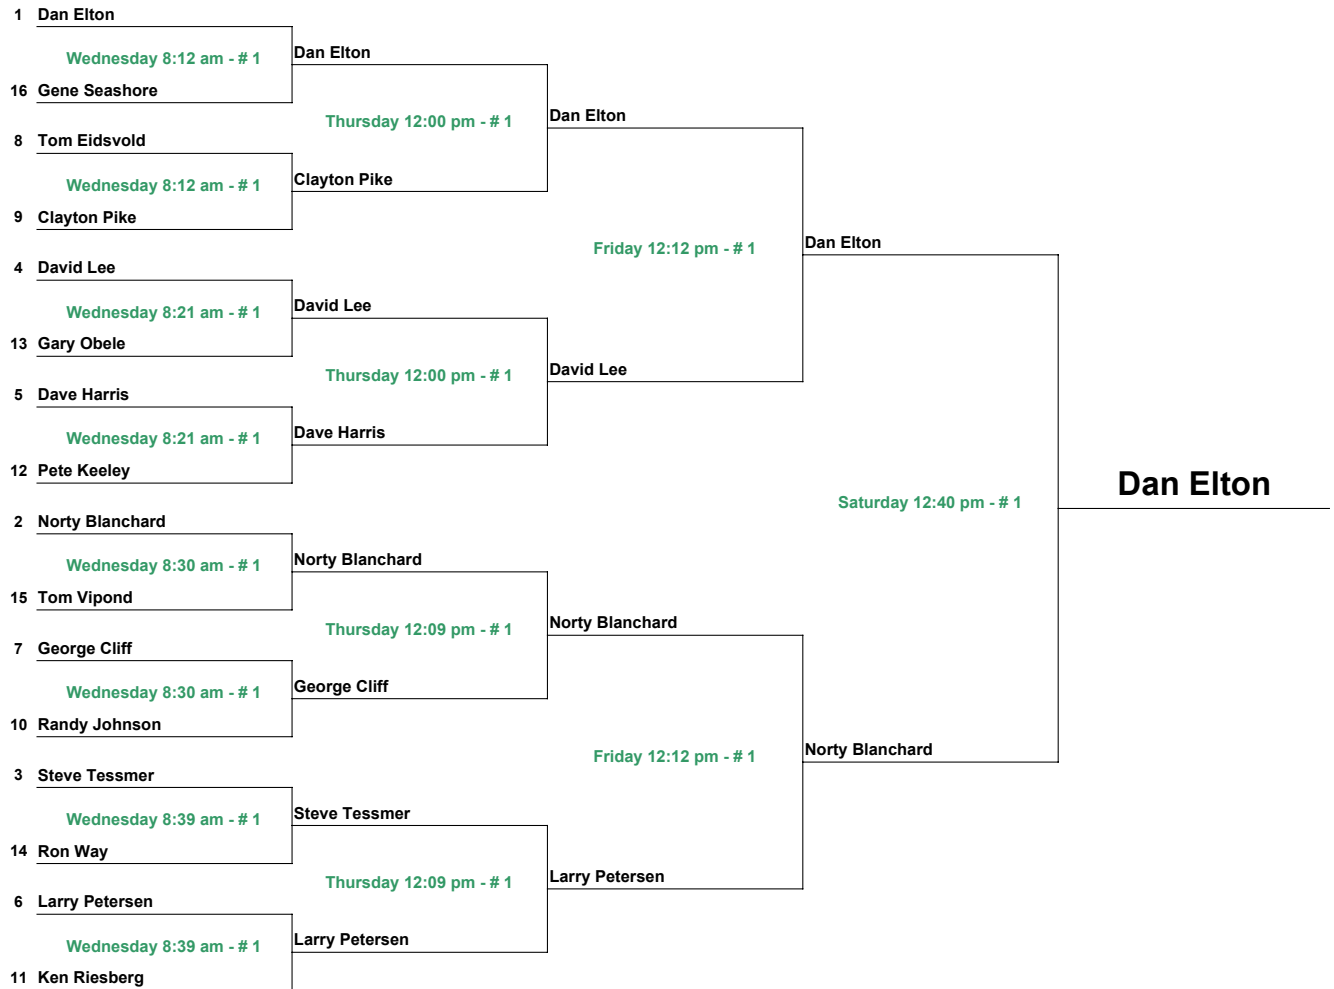 1 Dan Elton
Wednesday 8:12 am - # 1
16 Gene Seashore
8 Tom Eidsvold
Wednesday 8:12 am - # 1
9 Clayton Pike
4 David Lee
Wednesday 8:21 am - # 1
13 Gary Obele
5 Dave Harris
Wednesday 8:21 am - # 1
12 Pete Keeley
2 Norty Blanchard
Wednesday 8:30 am - # 1
15 Tom Vipond
7 George Cliff
Wednesday 8:30 am - # 1
10 Randy Johnson
3 Steve Tessmer
Wednesday 8:39 am - # 1
14 Ron Way
6 Larry Petersen
Wednesday 8:39 am - # 1
11 Ken Riesberg
Dan Elton
Thursday 12:00 pm - # 1
Clayton Pike
David Lee
Thursday 12:00 pm - # 1
Dave Harris
Norty Blanchard
Thursday 12:09 pm - # 1
George Cliff
Steve Tessmer
Thursday 12:09 pm - # 1
Larry Petersen
Dan Elton
Friday 12:12 pm - # 1
David Lee
Norty Blanchard
Friday 12:12 pm - # 1
Larry Petersen
Dan Elton
Saturday 12:40 pm - # 1
Norty Blanchard
Dan Elton